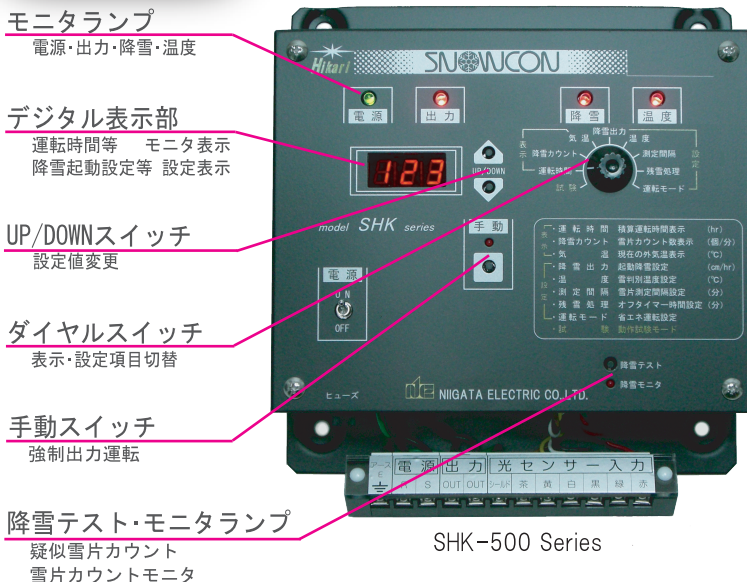 モニタランプ
電源・出力・降雪・温度
デジタル表示部
運転時間等 モニタ表示
降雪起動設定等 設定表示
UP/DOWNスイッチ
設定値変更
ダイヤルスイッチ
表示・設定項目切替
手動スイッチ
強制出力運転
降雪テスト・モニタランプ
疑似雪片カウント
雪片カウントモニタ
Hikari SNOWCON
電源 出力 降雪 温度
123
UP/DOWN
降雪出力
気温 温度
降雪カウント 測定間隔
運転時間 残雪処理
試験 運転モード
表示 設定
model SHK series
手動
電源
ON
OFF
表示
・運転時間 積算運転時間表示 (hr)
・降雪カウント 雪片カウント数表示 (個/分)
・気温 現在の外気温表示 (℃)
設定
・降雪出力 起動降雪設定 (cm/hr)
・温度 雪判別温度設定 (℃)
・測定間隔 雪片測定間隔設定 (分)
・残雪処理 オフタイマー時間設定 (分)
・運転モード 省エネ運転設定
・試験 動作試験モード
降雪テスト
降雪モニタ
ヒューズ
NIIGATA ELECTRIC CO.,LTD.
アース 電源 出力 光センサー入力
E R S OUT OUT シールド 茶 黄 白 黒 緑 赤
SHK-500 Series